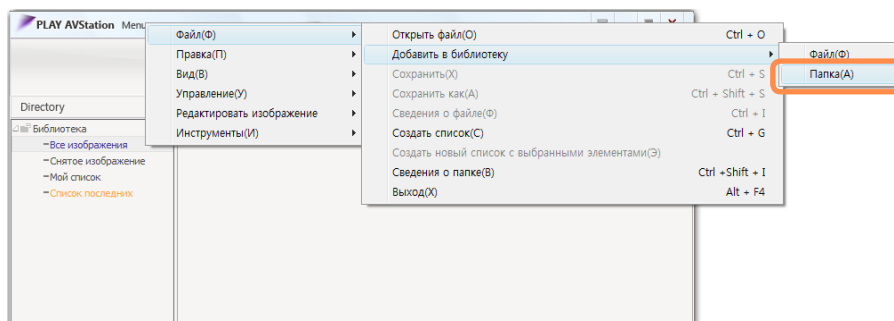 PLAY AVStation Menu
Файл(Ф)
Правка(П)
Вид(В)
Управление(У)
Редактировать изображение
Инструменты(И)
Открыть файл(О) Ctrl + O
Добавить в библиотеку
Сохранить(X) Ctrl + S
Сохранить как(A) Ctrl + Shift + S
Сведения о файле(Ф) Ctrl + I
Создать список(С) Ctrl + G
Создать новый список с выбранными элементами(Э)
Сведения о папке(В) Ctrl +Shift + I
Выход(X) Alt + F4
Файл(Ф)
Папка(А)
Directory
Библиотека
Все изображения
Снятое изображение
Мой список
Список последних